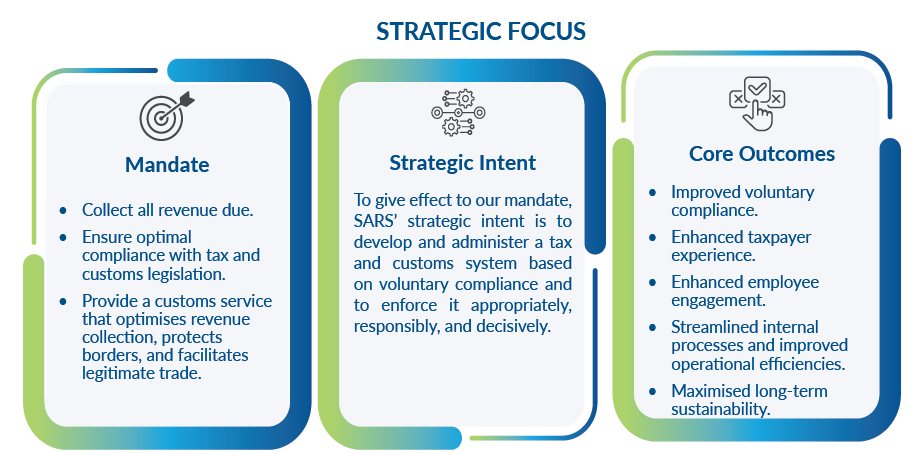 STRATEGIC FOCUS
Mandate
• Collect all revenue due.
• Ensure optimal
compliance with tax and
customs legislation.
• Provide a customs service
that optimises revenue
collection, protects
borders, and facilitates
legitimate trade.
Strategic Intent
To give effect to our mandate,
SARS’ strategic intent is to
develop and administer a tax
and customs system based
on voluntary compliance and
to enforce it appropriately,
responsibly, and decisively.
Core Outcomes
• Improved voluntary
compliance.
• Enhanced taxpayer
experience.
• Enhanced employee
engagement.
• Streamlined internal
processes and improved
operational efficiencies.
• Maximised long-term
sustainability.